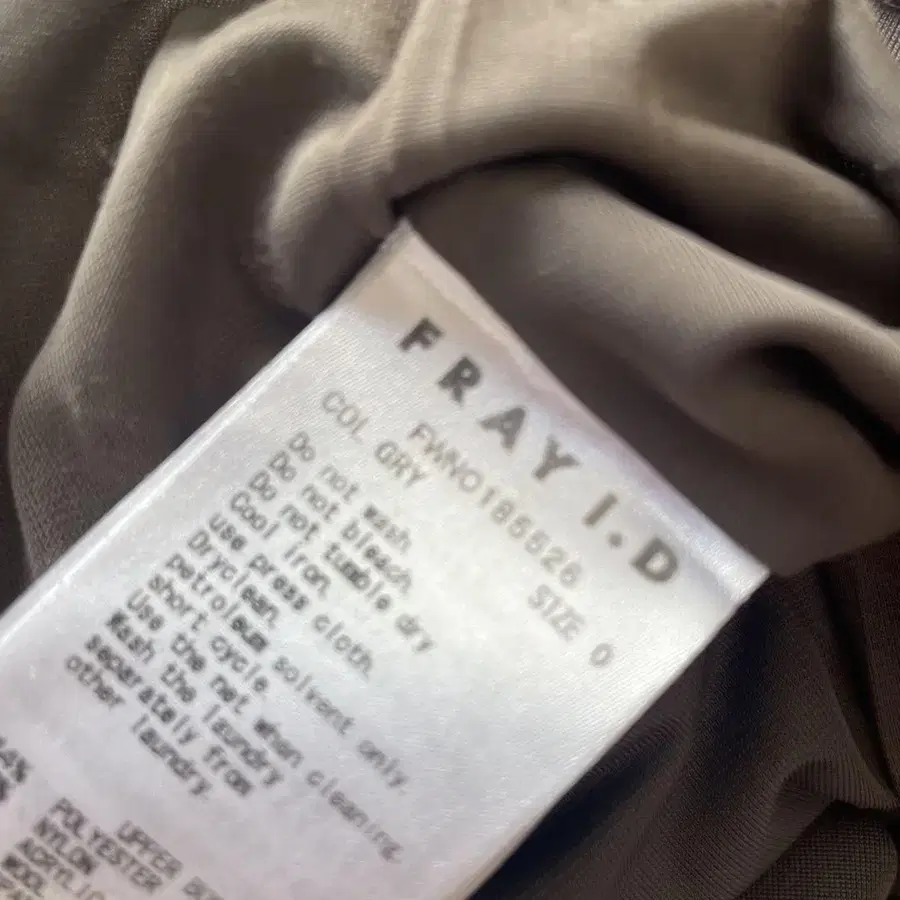 FRAY I.D
FWNO185526
COL GRY SIZE 0
Do not wash
Do not bleach
Do not tumble dry
Cool iron,
use press cloth,
Dryclean,
petroleum solvent only,
short cycle.
Use the net when cleaning.
Wash the laundry
separately from
other laundry.
UPPER
POLYESTER
NYLON
ACRYLIC
WOOL